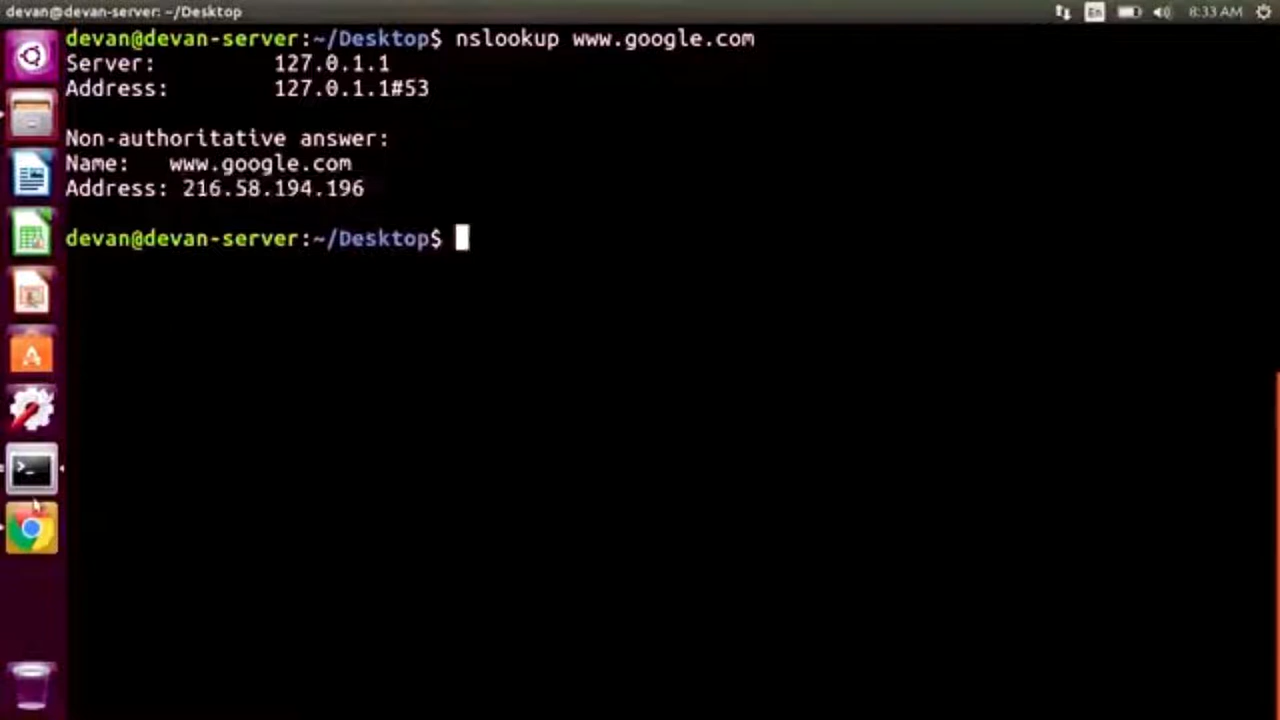 devan@devan-server: ~/Desktop
En
8:33 AM
devan@devan-server:~/Desktop$ nslookup www.google.com
Server: 127.0.1.1
Address: 127.0.1.1#53
Non-authoritative answer:
Name: www.google.com
Address: 216.58.194.196
devan@devan-server:~/Desktop$